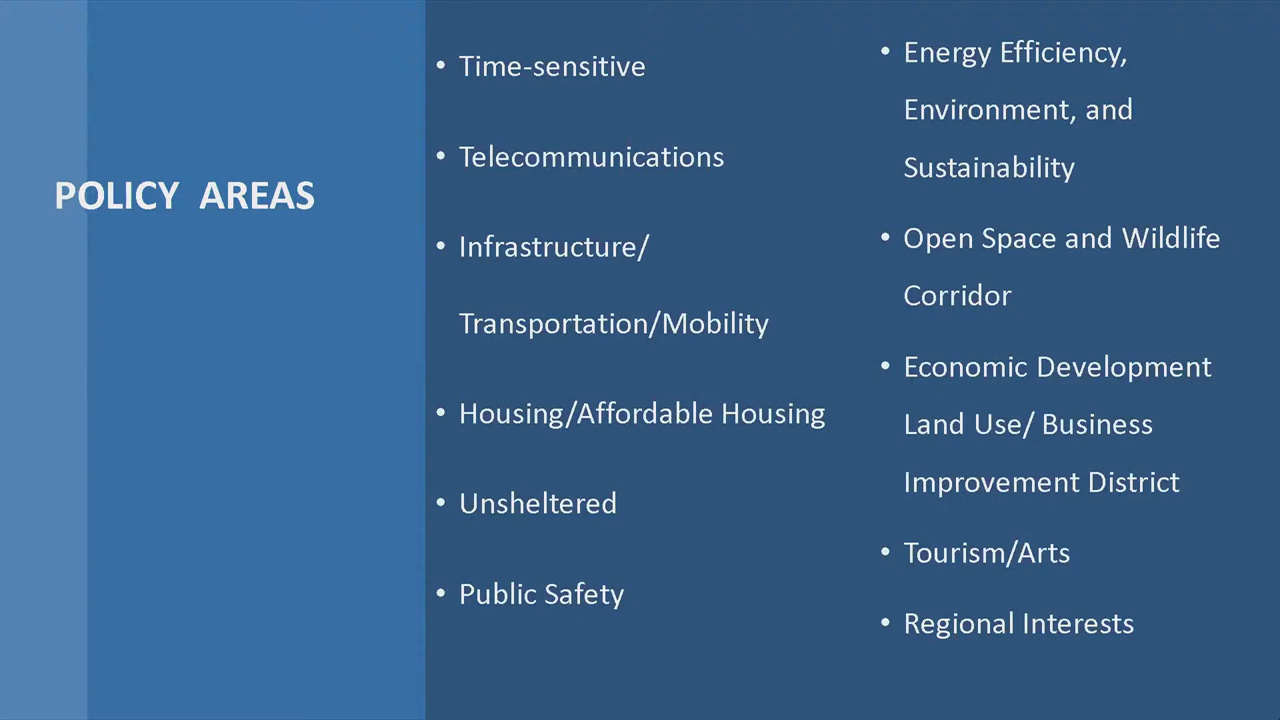 POLICY AREAS
• Time-sensitive
• Telecommunications
• Infrastructure/
Transportation/Mobility
• Housing/Affordable Housing
• Unsheltered
• Public Safety
• Energy Efficiency,
Environment, and
Sustainability
• Open Space and Wildlife
Corridor
• Economic Development
Land Use/ Business
Improvement District
• Tourism/Arts
• Regional Interests